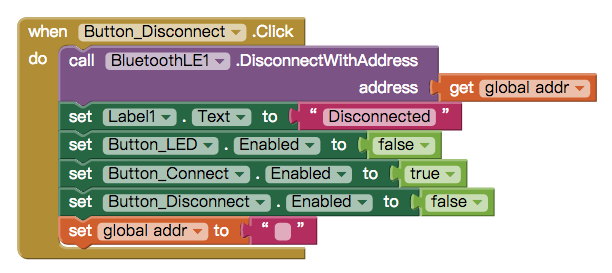 when Button_Disconnect .Click
do call BluetoothLE1 .DisconnectWithAddress
address get global addr
set Label1 . Text to " Disconnected "
set Button_LED . Enabled to false
set Button_Connect . Enabled to true
set Button_Disconnect . Enabled to false
set global addr to " "